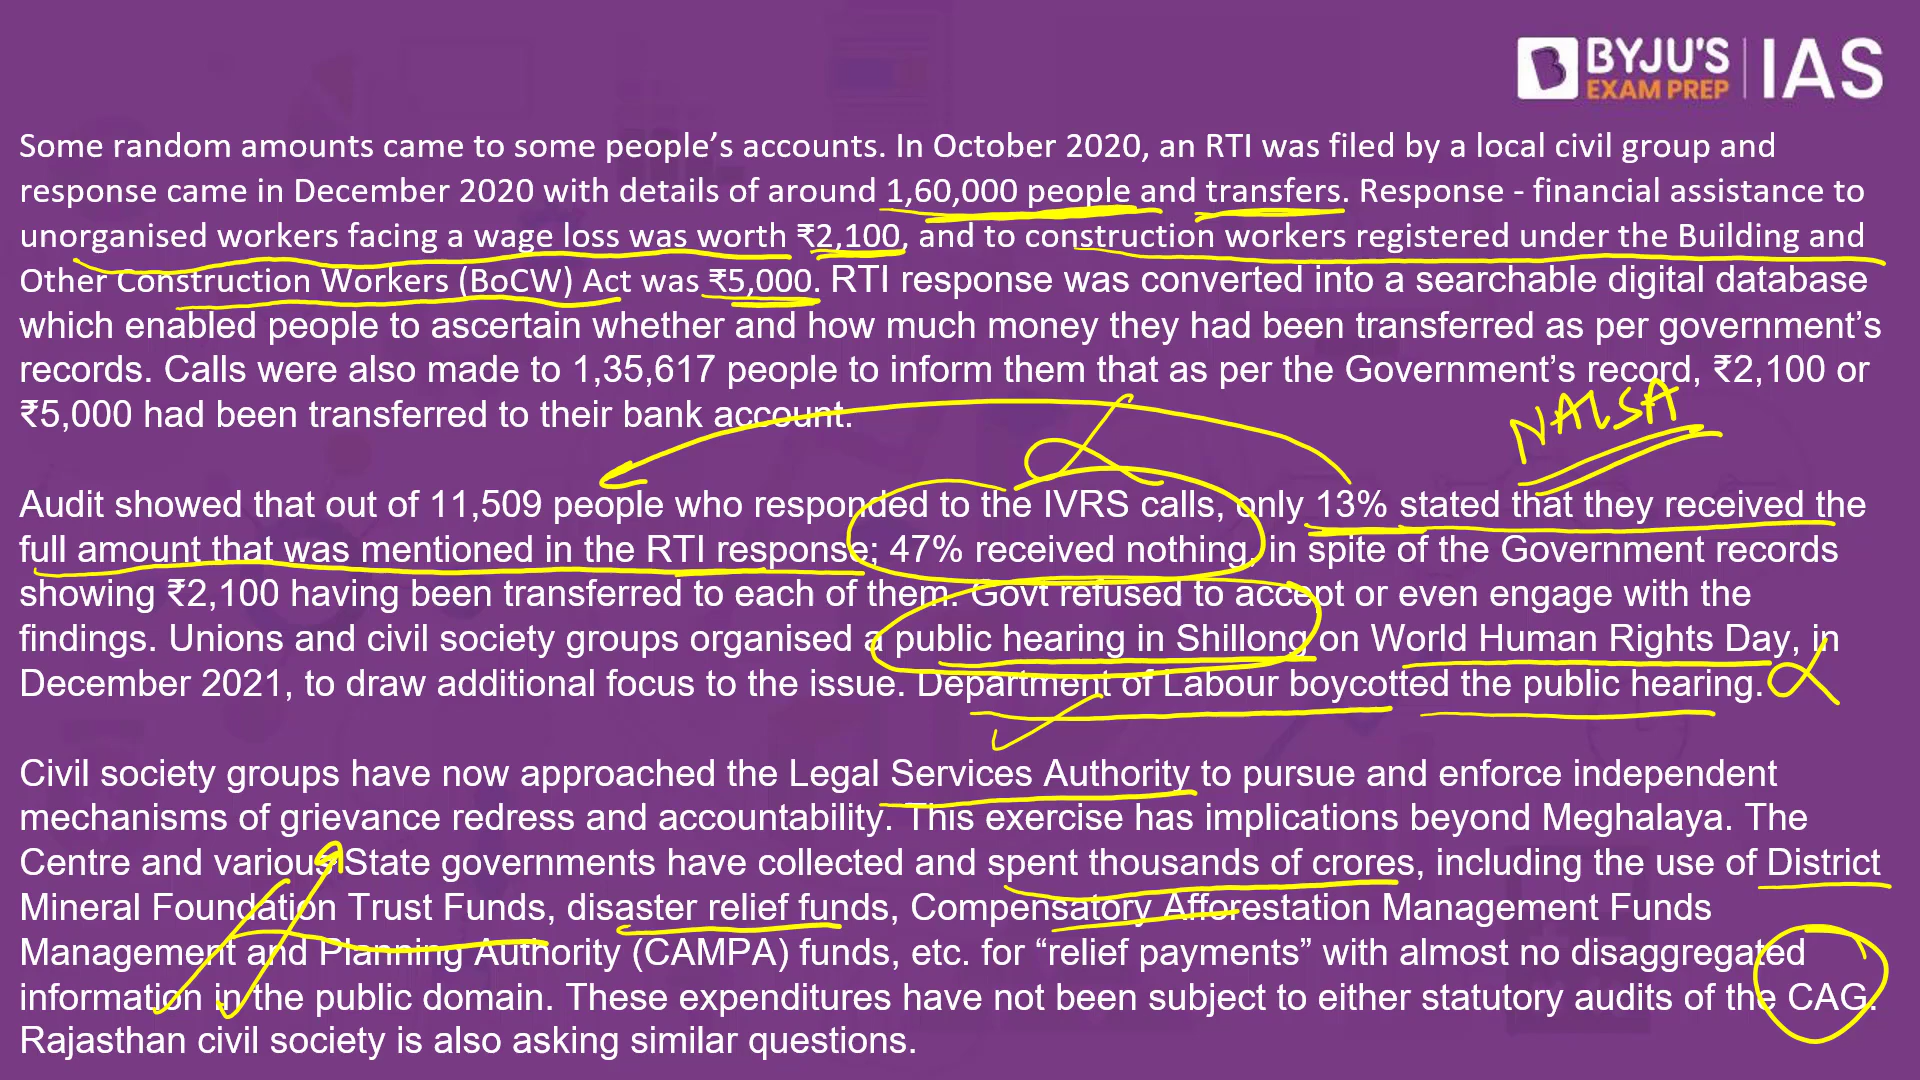 BYJU'S
EXAM PREP
IAS
Some random amounts came to some people’s accounts. In October 2020, an RTI was filed by a local civil group and
response came in December 2020 with details of around 1,60,000 people and transfers. Response - financial assistance to
unorganised workers facing a wage loss was worth ₹2,100, and to construction workers registered under the Building and
Other Construction Workers (BoCW) Act was ₹5,000. RTI response was converted into a searchable digital database
which enabled people to ascertain whether and how much money they had been transferred as per government’s
records. Calls were also made to 1,35,617 people to inform them that as per the Government’s record, ₹2,100 or
₹5,000 had been transferred to their bank account.
NALSA
Audit showed that out of 11,509 people who responded to the IVRS calls, only 13% stated that they received the
full amount that was mentioned in the RTI response; 47% received nothing, in spite of the Government records
showing ₹2,100 having been transferred to each of them. Govt refused to accept or even engage with the
findings. Unions and civil society groups organised a public hearing in Shillong on World Human Rights Day, in
December 2021, to draw additional focus to the issue. Department of Labour boycotted the public hearing.
Civil society groups have now approached the Legal Services Authority to pursue and enforce independent
mechanisms of grievance redress and accountability. This exercise has implications beyond Meghalaya. The
Centre and various State governments have collected and spent thousands of crores, including the use of District
Mineral Foundation Trust Funds, disaster relief funds, Compensatory Afforestation Management Funds
Management and Planning Authority (CAMPA) funds, etc. for “relief payments” with almost no disaggregated
information in the public domain. These expenditures have not been subject to either statutory audits of the CAG.
Rajasthan civil society is also asking similar questions.